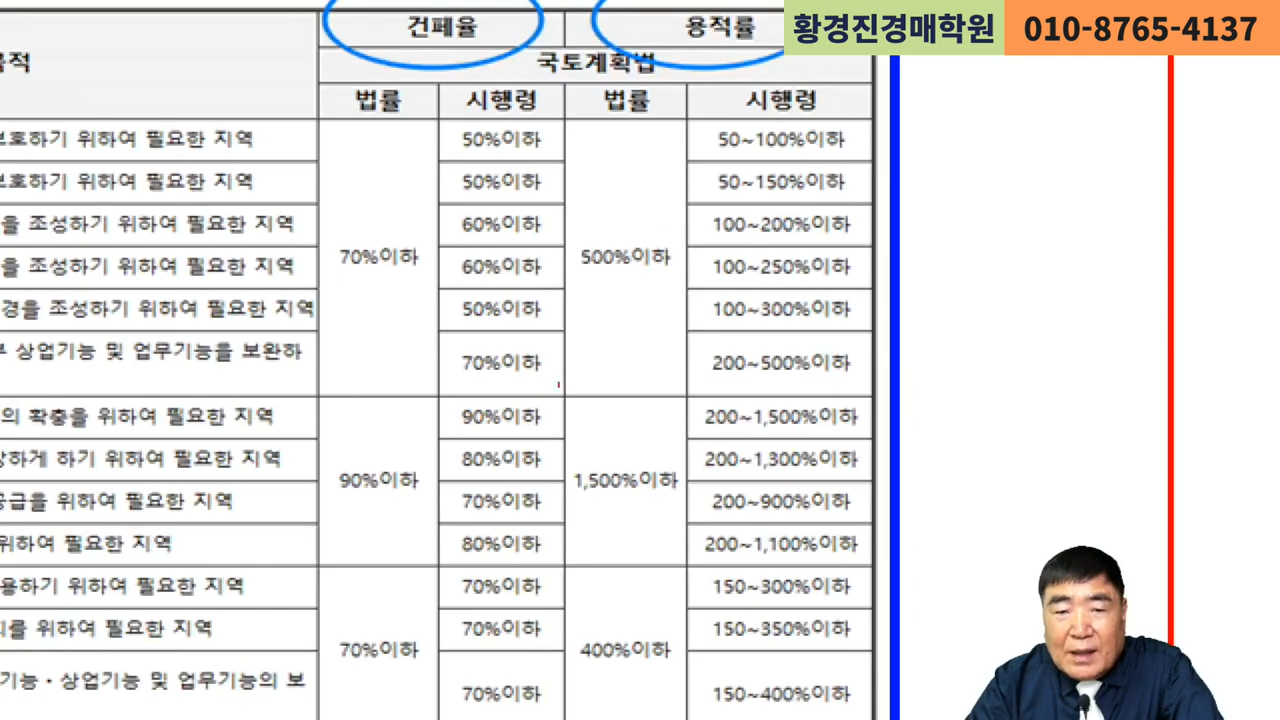 황경진경매학원 010-8765-4137
건폐율 용적률
목적
국토계획법
법률 시행령 법률 시행령
보호하기 위하여 필요한 지역 50%이하 50~100%이하
보호하기 위하여 필요한 지역 50%이하 50~150%이하
을 조성하기 위하여 필요한 지역 60%이하 100~200%이하
70%이하 500%이하
을 조성하기 위하여 필요한 지역 60%이하 100~250%이하
경을 조성하기 위하여 필요한 지역 50%이하 100~300%이하
상업기능 및 업무기능을 보완하 70%이하 200~500%이하
의 확충을 위하여 필요한 지역 90%이하 200~1,500%이하
하게 하기 위하여 필요한 지역 80%이하 200~1,300%이하
90%이하 1,500%이하
공급을 위하여 필요한 지역 70%이하 200~900%이하
위하여 필요한 지역 80%이하 200~1,100%이하
용하기 위하여 필요한 지역 70%이하 150~300%이하
를 위하여 필요한 지역 70%이하 150~350%이하
70%이하 400%이하
기능·상업기능 및 업무기능의 보 70%이하 150~400%이하